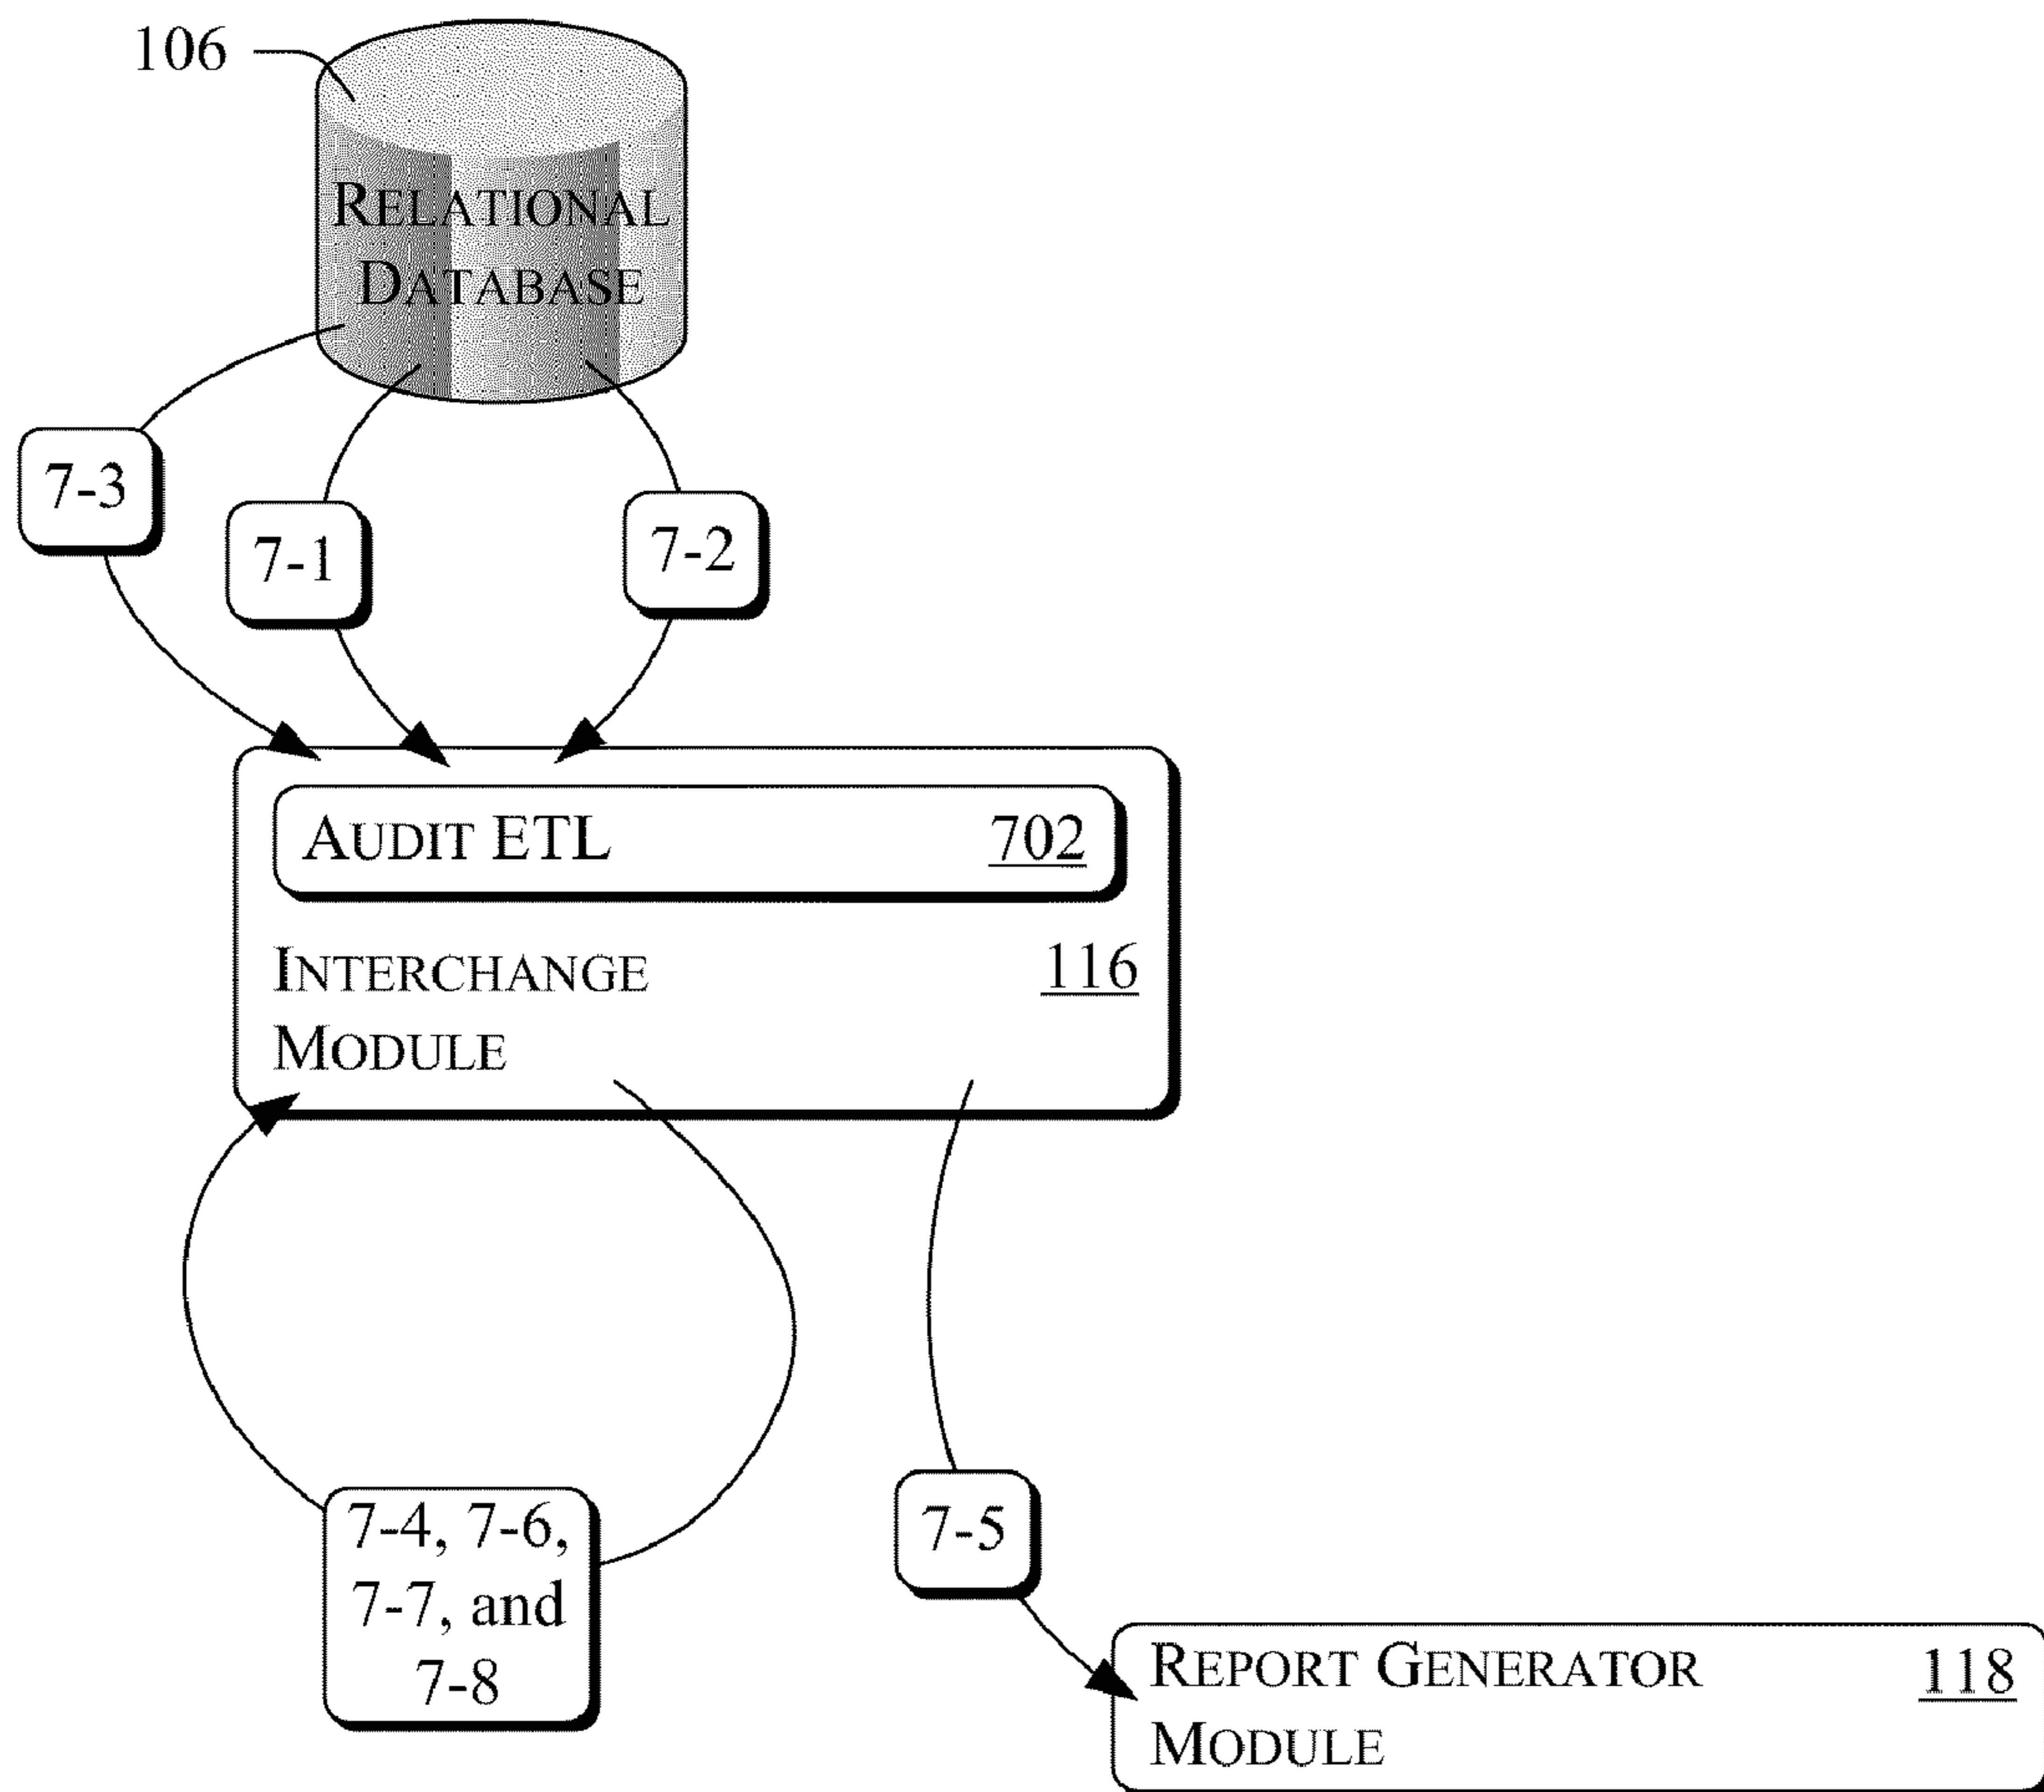 106
RELATIONAL
DATABASE
7-3
7-1
7-2
AUDIT ETL 702
INTERCHANGE 116
MODULE
7-4, 7-6,
7-7, and
7-8
7-5
REPORT GENERATOR 118
MODULE